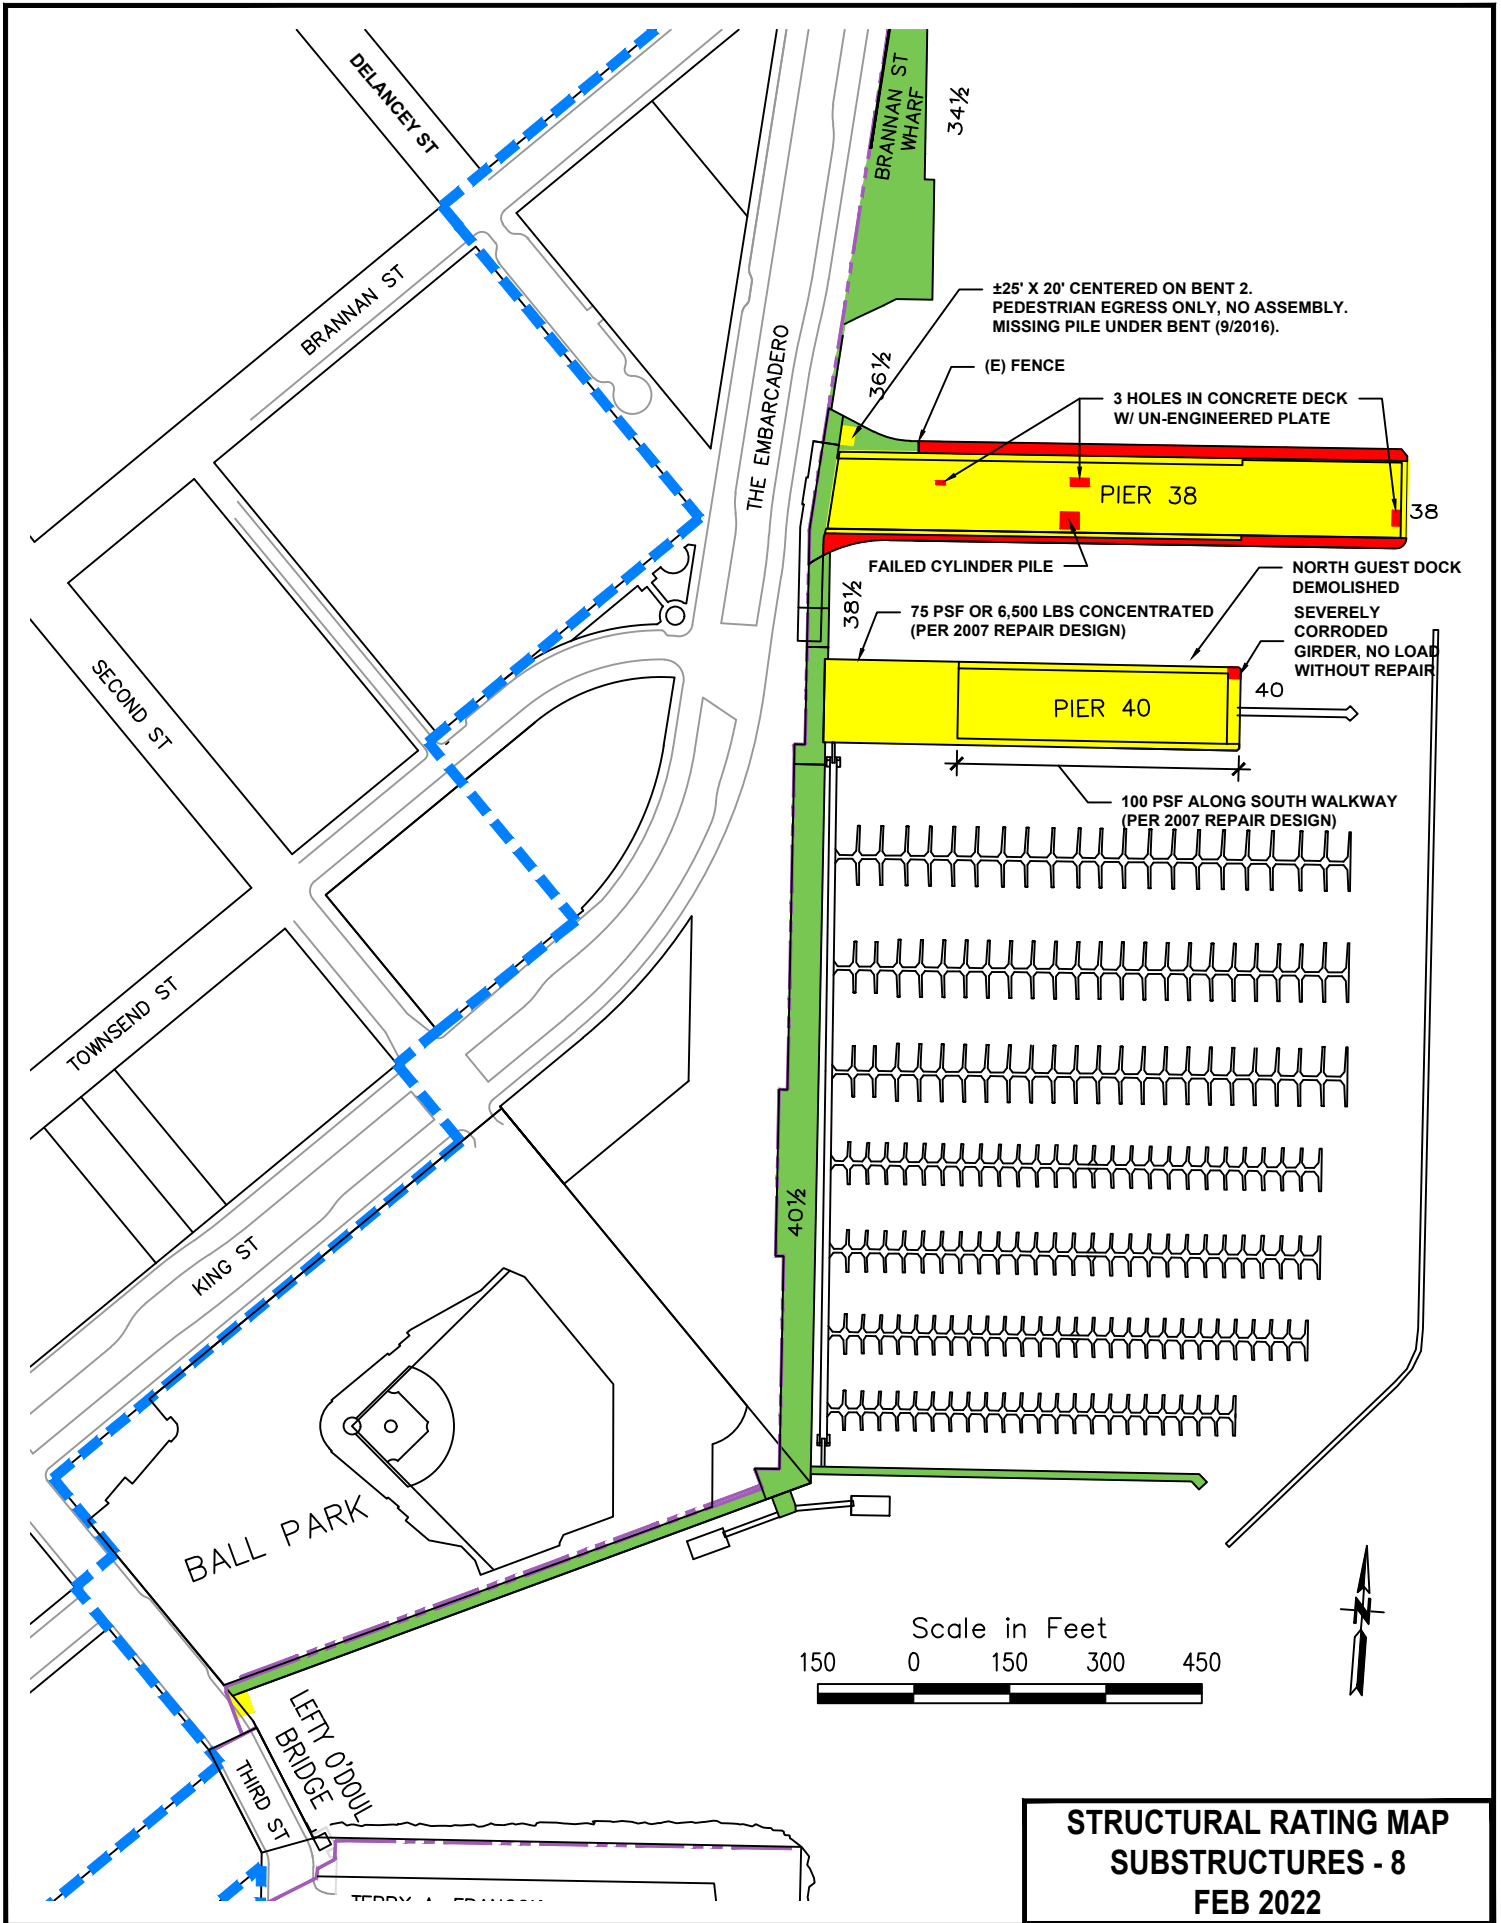 DELANCEY ST
BRANNAN ST
WHARF
34½
BRANNAN ST
±25' X 20' CENTERED ON BENT 2.
PEDESTRIAN EGRESS ONLY, NO ASSEMBLY.
MISSING PILE UNDER BENT (9/2016).
THE EMBARCADERO
36½
(E) FENCE
3 HOLES IN CONCRETE DECK
W/ UN-ENGINEERED PLATE
PIER 38
38
FAILED CYLINDER PILE
NORTH GUEST DOCK
DEMOLISHED
38½
75 PSF OR 6,500 LBS CONCENTRATED
(PER 2007 REPAIR DESIGN)
SEVERELY
CORRODED
GIRDER, NO LOAD
WITHOUT REPAIR
SECOND ST
PIER 40
40
100 PSF ALONG SOUTH WALKWAY
(PER 2007 REPAIR DESIGN)
TOWNSEND ST
40½
KING ST
BALL PARK
Scale in Feet
150 0 150 300 450
N
LEFTY O'DOUL
BRIDGE
THIRD ST
STRUCTURAL RATING MAP
SUBSTRUCTURES - 8
FEB 2022